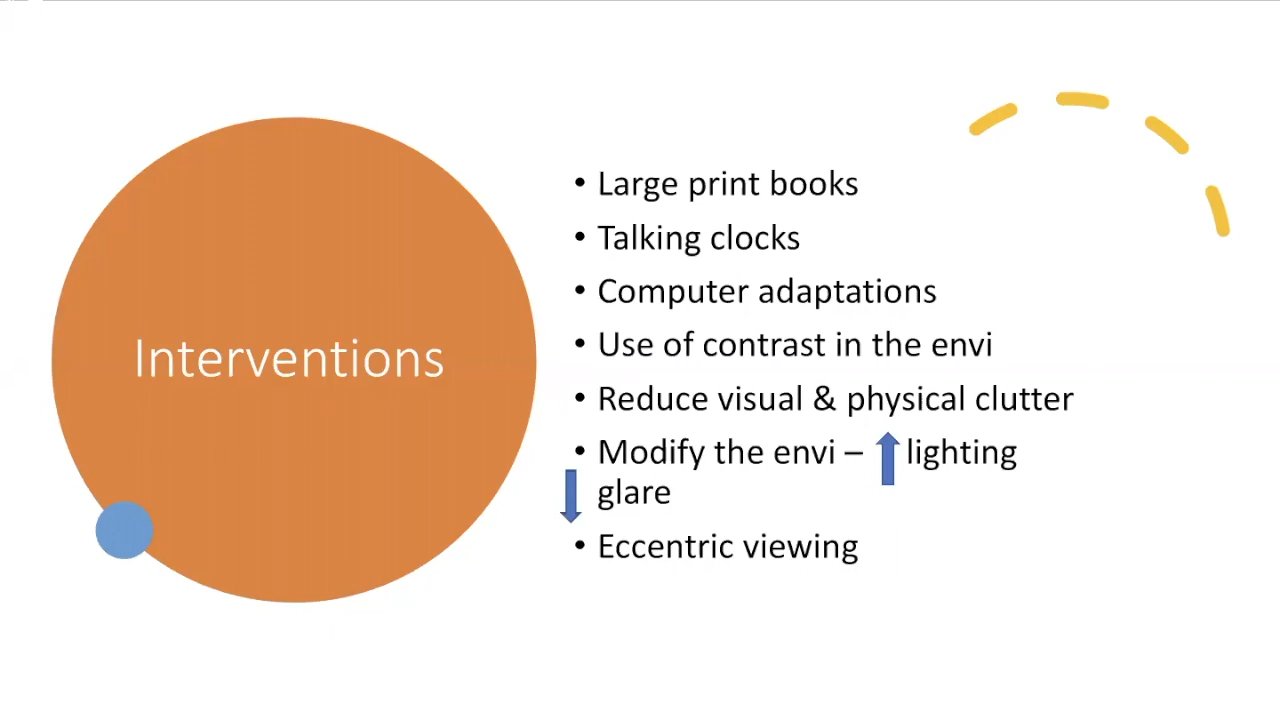 Interventions
• Large print books
• Talking clocks
• Computer adaptations
• Use of contrast in the envi
• Reduce visual & physical clutter
• Modify the envi – lighting
glare
• Eccentric viewing